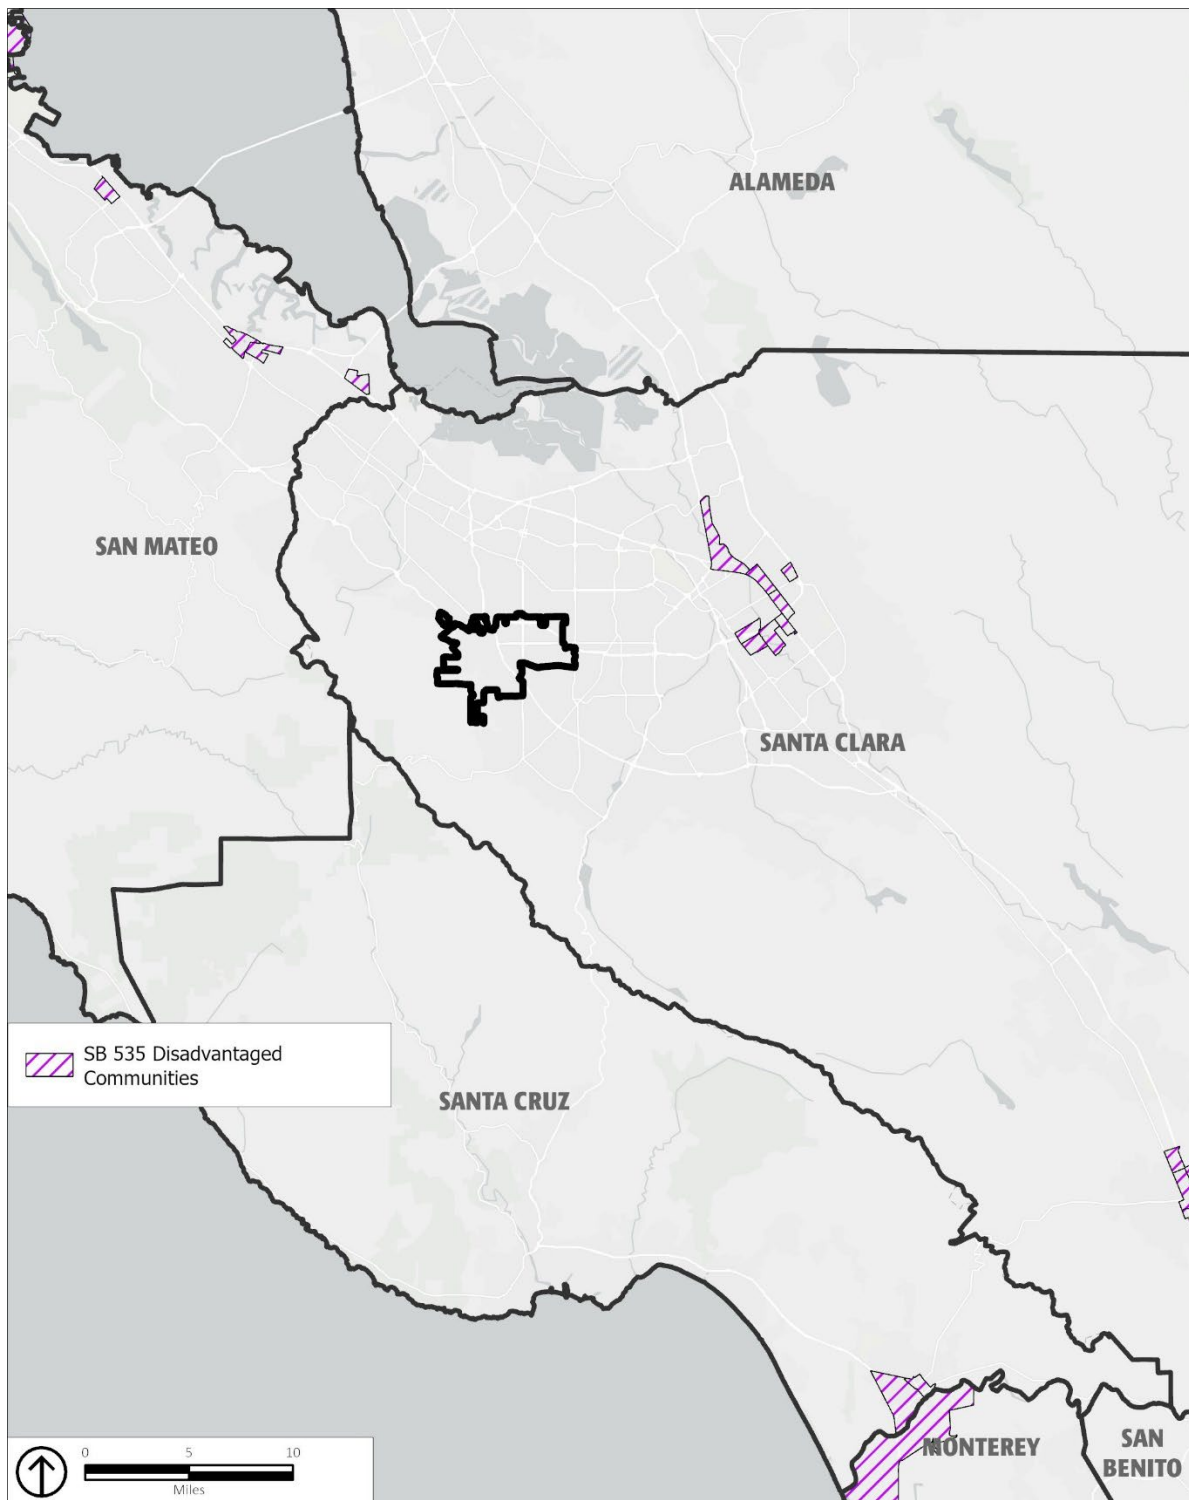 ALAMEDA
SAN MATEO
SANTA CLARA
SB 535 Disadvantaged
Communities
SANTA CRUZ
MONTEREY
SAN
BENITO
0 5 10
Miles